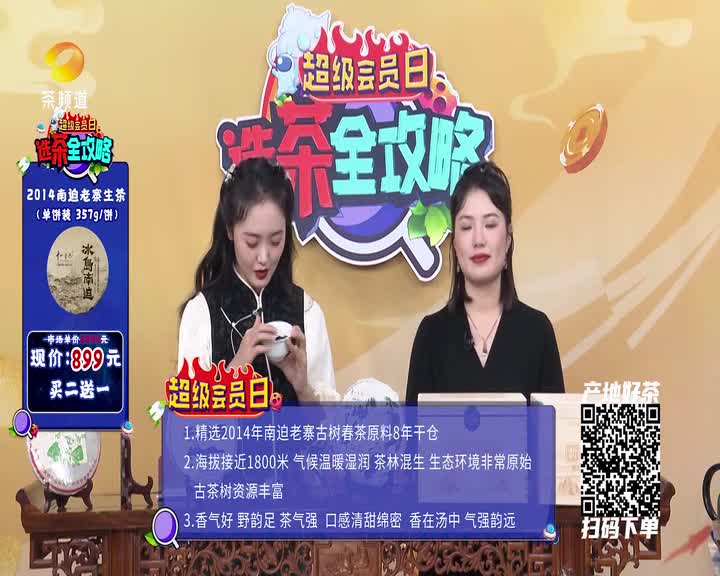 茶频道
超级会员日
选茶全攻略
超级会员日
选茶全攻略
2014南迫老寨生茶
(单饼装 357g/饼)
冰島南迫
现价:899元
买二送一
超级会员日
1.精选2014年南迫老寨古树春茶原料8年干仓
2.海拔接近1800米 气候温暖湿润 茶林混生 生态环境非常原始
古茶树资源丰富
3.香气好 野韵足 茶气强 口感清甜绵密 香在汤中 气强韵远
产地好茶
扫码下单